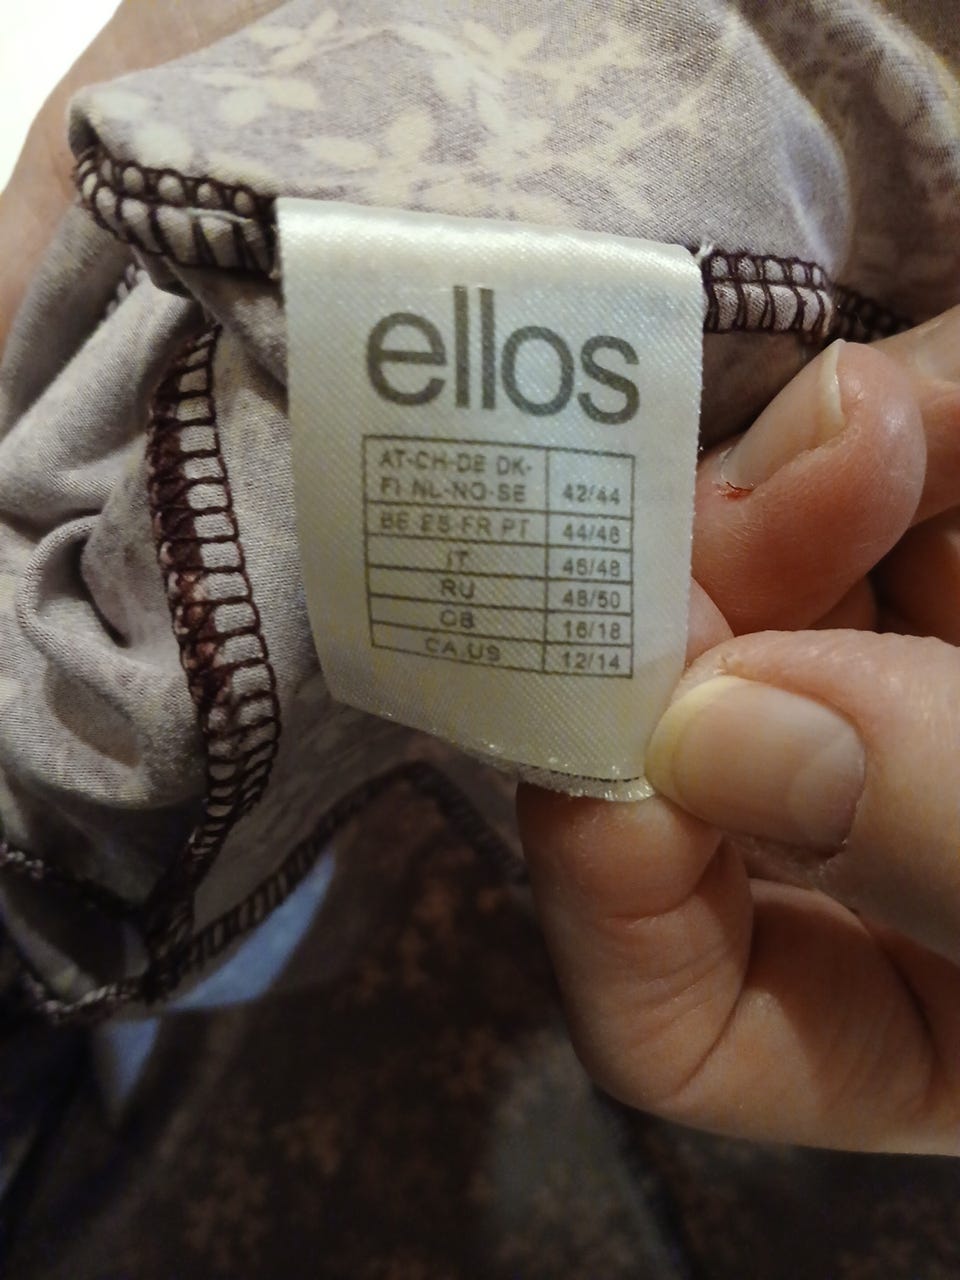 ellos
AT-CH-DE DK-
FI NL-NO-SE 42/44
BE ES FR PT 44/46
IT 46/48
RU 48/50
GB 16/18
CA US 12/14